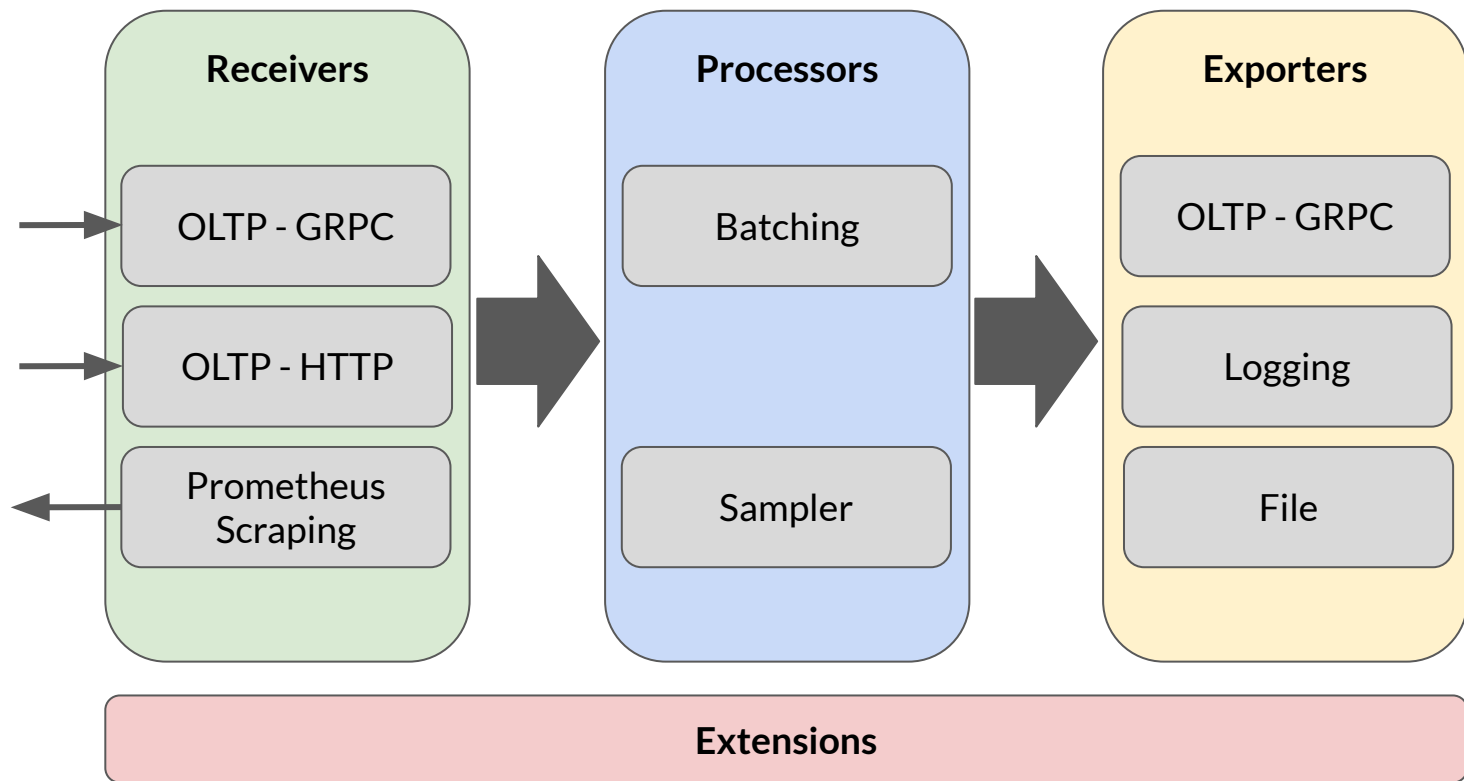 Receivers
OLTP - GRPC
OLTP - HTTP
Prometheus
Scraping
Processors
Batching
Sampler
Exporters
OLTP - GRPC
Logging
File
Extensions